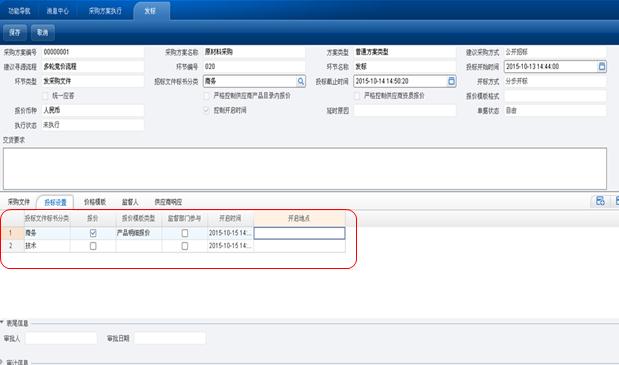 功能导航 消息中心 采购方案执行 发标
保存 取消
采购方案编号 00000001 采购方案名称 原材料采购 方案类型 普通方案类型 建议采购方式 公开招标
建议寻源流程 多轮竞价流程 环节编号 020 环节名称 发标 投标开始时间 2015-10-13 14:44:00
环节类型 发采购文件 招标文件标书分类 商务 投标截止时间 2015-10-14 14:50:20 开标方式 分步开标
统一应答 严格控制供应商产品目录内报价 严格控制供应商资质报价 报价模板格式
报价币种 人民币 控制开启时间 延时原因 单据状态 自由
执行状态 未执行
交货要求
采购文件 投标设置 价格模板 监督人 供应商响应
投标文件标书分类 报价 报价模板类型 监督部门参与 开启时间 开启地点
1 商务 产品明细报价 2015-10-15 14:...
2 技术 2015-10-15 14:...
表尾信息
审批人 审批日期
审计信息